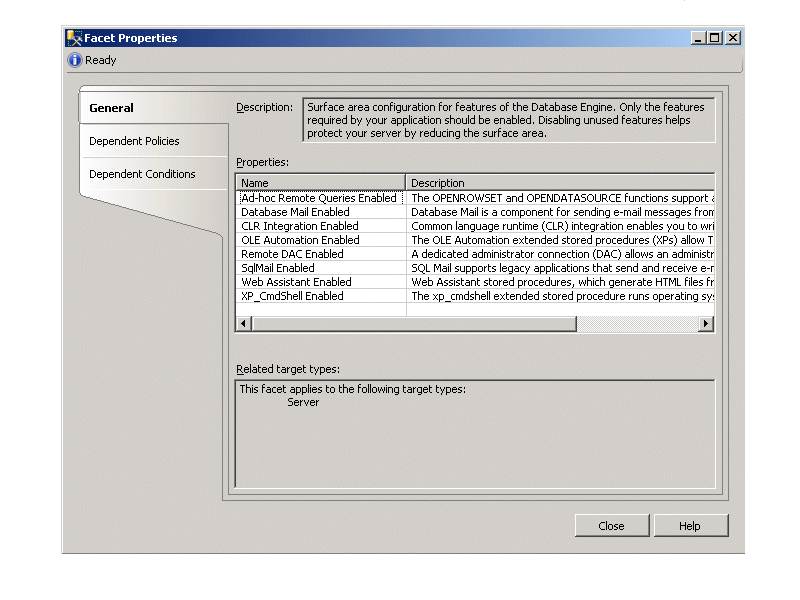 Facet Properties
Ready
General
Dependent Policies
Dependent Conditions
Description:
Surface area configuration for features of the Database Engine. Only the features
required by your application should be enabled. Disabling unused features helps
protect your server by reducing the surface area.
Properties:
Name Description
Ad-hoc Remote Queries Enabled The OPENROWSET and OPENDATASOURCE functions support
Database Mail Enabled Database Mail is a component for sending e-mail messages from
CLR Integration Enabled Common language runtime (CLR) integration enables you to wri
OLE Automation Enabled The OLE Automation extended stored procedures (XPs) allow T
Remote DAC Enabled A dedicated administrator connection (DAC) allows an administr
SqlMail Enabled SQL Mail supports legacy applications that send and receive
Web Assistant Enabled Web Assistant stored procedures, which generate HTML files fr
XP_CmdShell Enabled The xp_cmdshell extended stored procedure runs operating sys
Related target types:
This facet applies to the following target types:
Server
Close Help